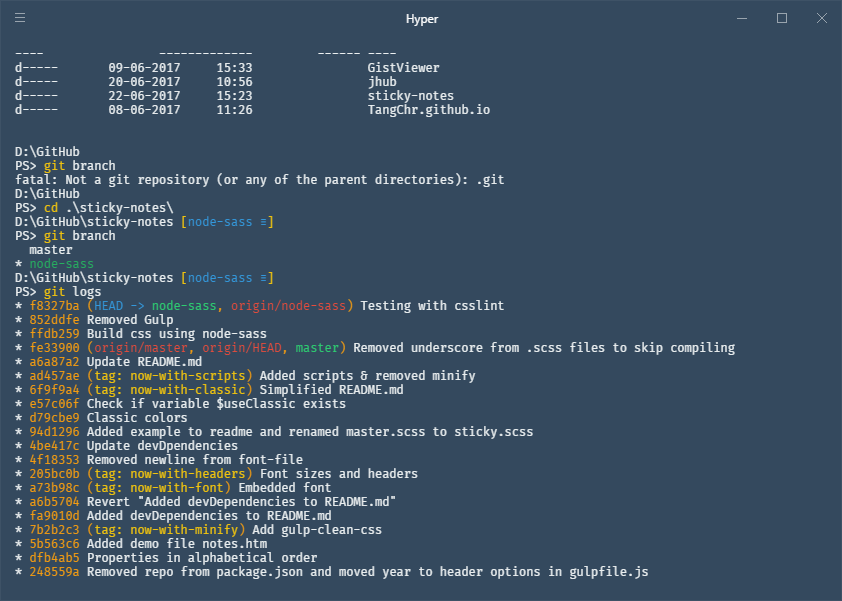 Hyper
----                -------------         ------ ----
d-----       09-06-2017     15:33                GistViewer
d-----       20-06-2017     10:56                jhub
d-----       22-06-2017     15:23                sticky-notes
d-----       08-06-2017     11:26                TangChr.github.io
D:\GitHub
PS> git branch
fatal: Not a git repository (or any of the parent directories): .git
D:\GitHub
PS> cd .\sticky-notes\
D:\GitHub\sticky-notes [node-sass ≡]
PS> git branch
  master
* node-sass
D:\GitHub\sticky-notes [node-sass ≡]
PS> git logs
* f8327ba (HEAD -> node-sass, origin/node-sass) Testing with csslint
* 852ddfe Removed Gulp
* ffdb259 Build css using node-sass
* fe33900 (origin/master, origin/HEAD, master) Removed underscore from .scss files to skip compiling
* a6a87a2 Update README.md
* ad457ae (tag: now-with-scripts) Added scripts & removed minify
* 6f9f9a4 (tag: now-with-classic) Simplified README.md
* e57c06f Check if variable $useClassic exists
* d79cbe9 Classic colors
* 94d1296 Added example to readme and renamed master.scss to sticky.scss
* 4be417c Update devDpendencies
* 4f18353 Removed newline from font-file
* 205bc0b (tag: now-with-headers) Font sizes and headers
* a73b98c (tag: now-with-font) Embedded font
* a6b5704 Revert "Added devDependencies to README.md"
* fa9010d Added devDependencies to README.md
* 7b2b2c3 (tag: now-with-minify) Add gulp-clean-css
* 5b563c6 Added demo file notes.htm
* dfb4ab5 Properties in alphabetical order
* 248559a Removed repo from package.json and moved year to header options in gulpfile.js